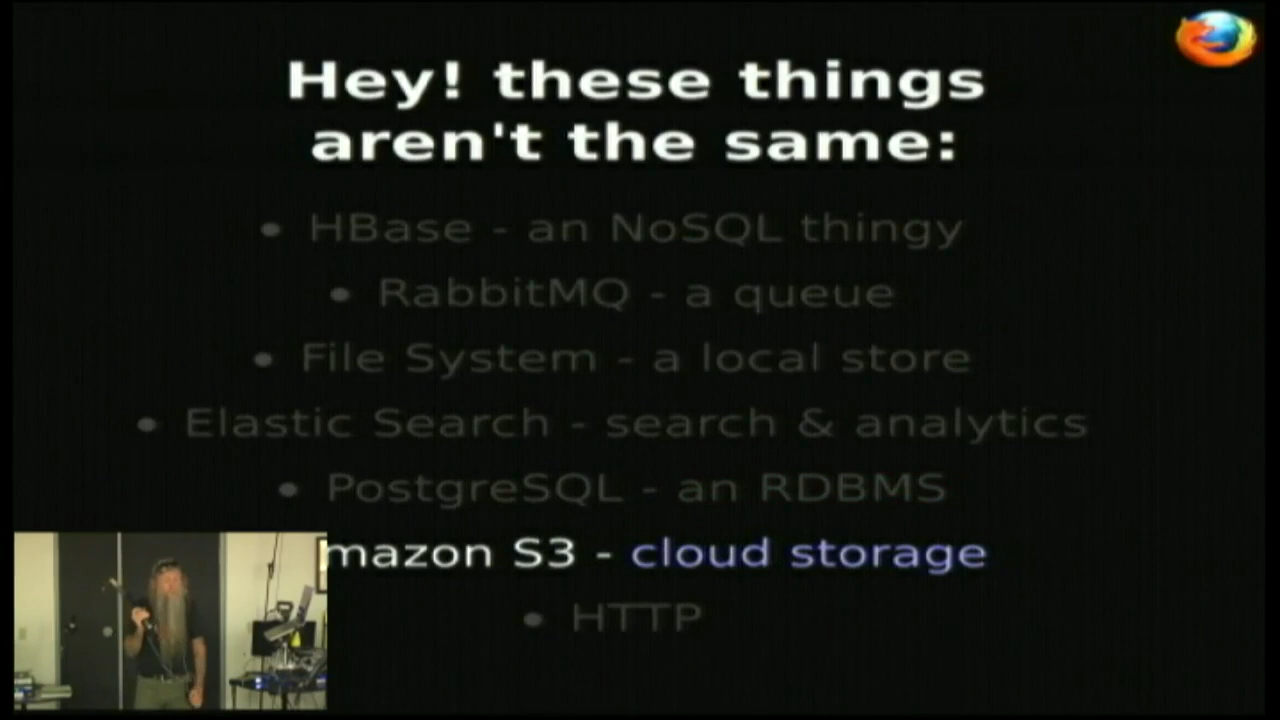 Hey! these things
aren't the same:
• HBase - an NoSQL thingy
• RabbitMQ - a queue
• File System - a local store
• Elastic Search - search & analytics
• PostgreSQL - an RDBMS
mazon S3 - cloud storage
• HTTP